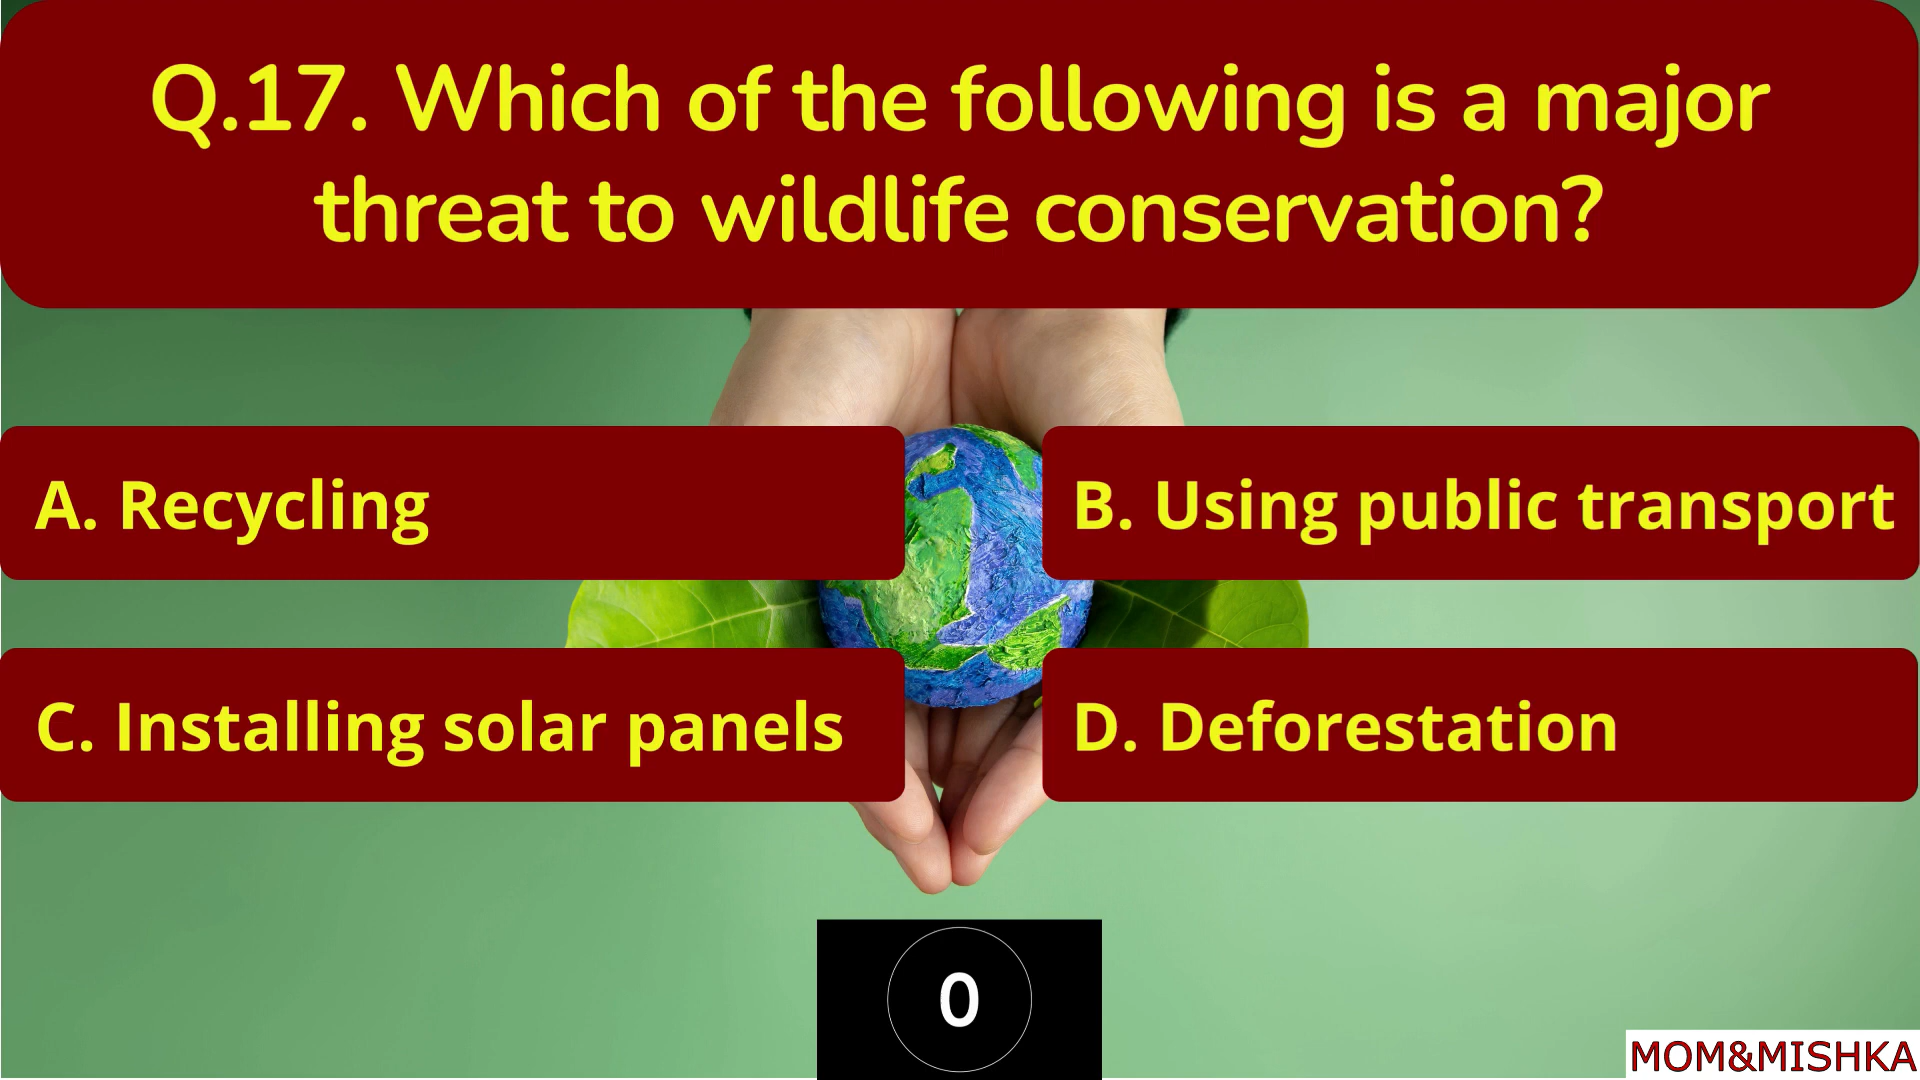 Q.17. Which of the following is a major
threat to wildlife conservation?
A. Recycling
B. Using public transport
C. Installing solar panels
D. Deforestation
0
MOM&MISHKA